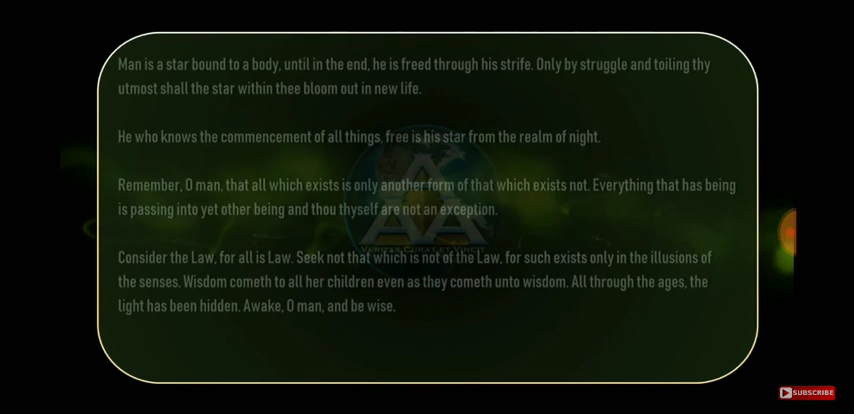 Man is a star bound to a body, until in the end, he is freed through his strife. Only by struggle and toiling thy
utmost shall the star within thee bloom out in new life.
He who knows the commencement of all things, free is his star from the realm of night.
Remember, O man, that all which exists is only another form of that which exists not. Everything that has being
is passing into yet other being and thou thyself are not an exception.
VERITAS CURAT ET VINCIT
Consider the Law, for all is Law. Seek not that which is not of the Law, for such exists only in the illusions of
the senses. Wisdom cometh to all her children even as they cometh unto wisdom. All through the ages, the
light has been hidden. Awake, O man, and be wise.
SUBSCRIBE